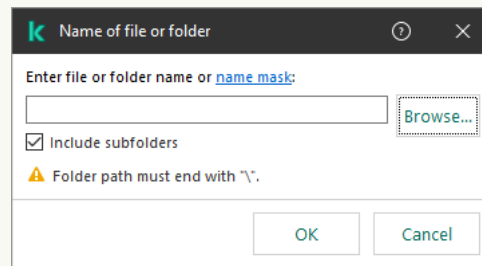 Name of file or folder
Enter file or folder name or name mask:
Browse...
Include subfolders
Folder path must end with "\".
OK Cancel